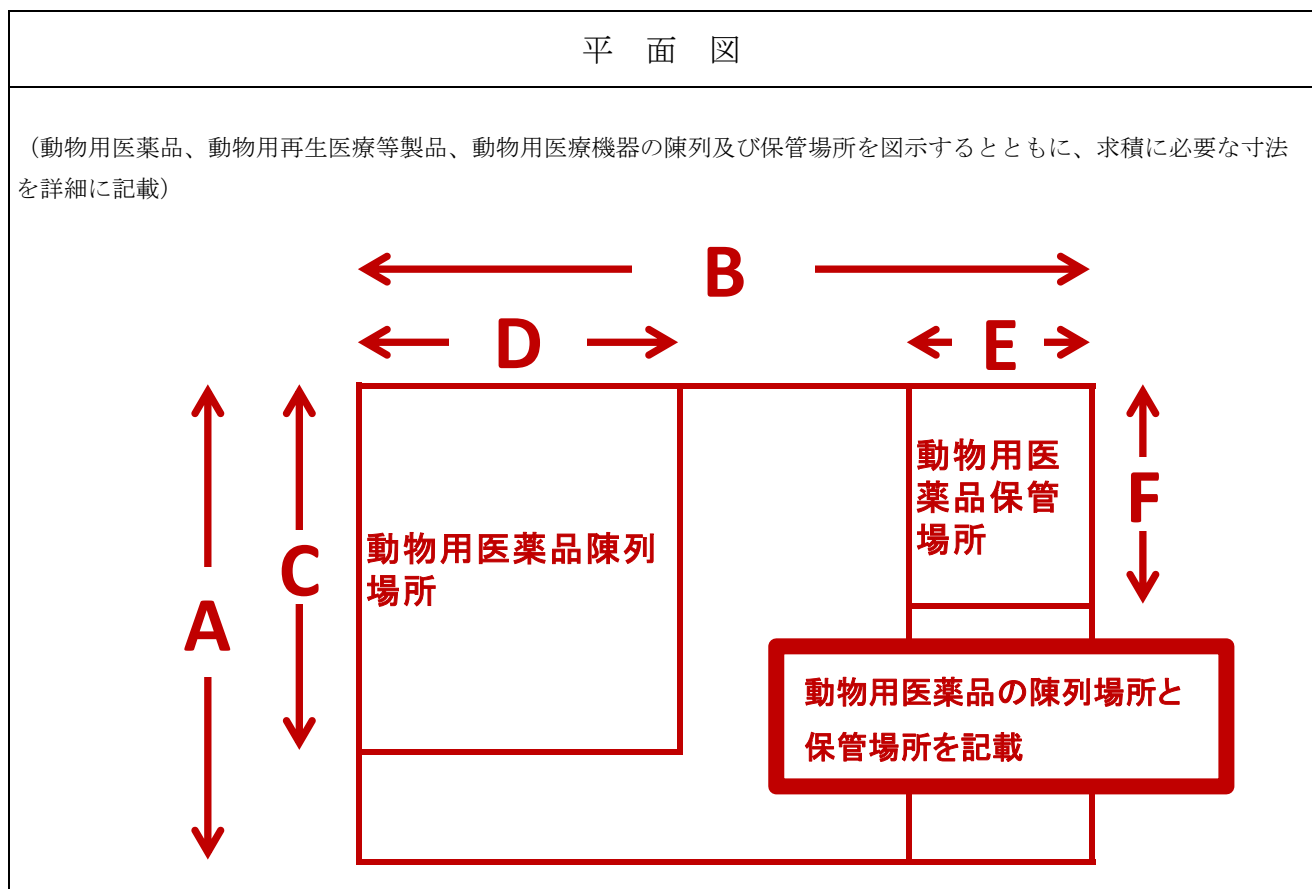 平 面 図
（動物用医薬品、動物用再生医療等製品、動物用医療機器の陳列及び保管場所を図示するとともに、求積に必要な寸法
を詳細に記載）
B
D
E
A
C
F
動物用医薬品陳列
場所
動物用医
薬品保管
場所
動物用医薬品の陳列場所と
保管場所を記載